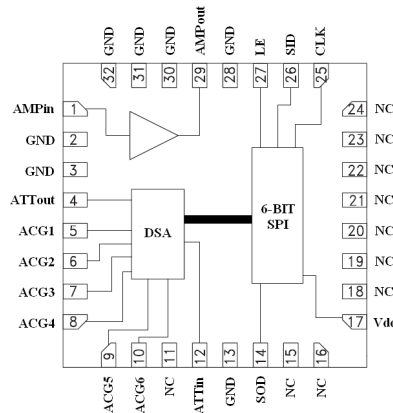 GND
GND
GND
AMPout
GND
LE
SID
CLK
32
31
30
29
28
27
26
25
AMPin
1
24
NC
GND
2
23
NC
GND
3
22
NC
ATTout
4
21
NC
ACG1
5
DSA
6-BIT
SPI
20
NC
ACG2
6
19
NC
ACG3
7
18
NC
ACG4
8
17
Vdd
9
10
11
12
13
14
15
16
ACG5
ACG6
NC
ATTin
GND
SOD
NC
NC